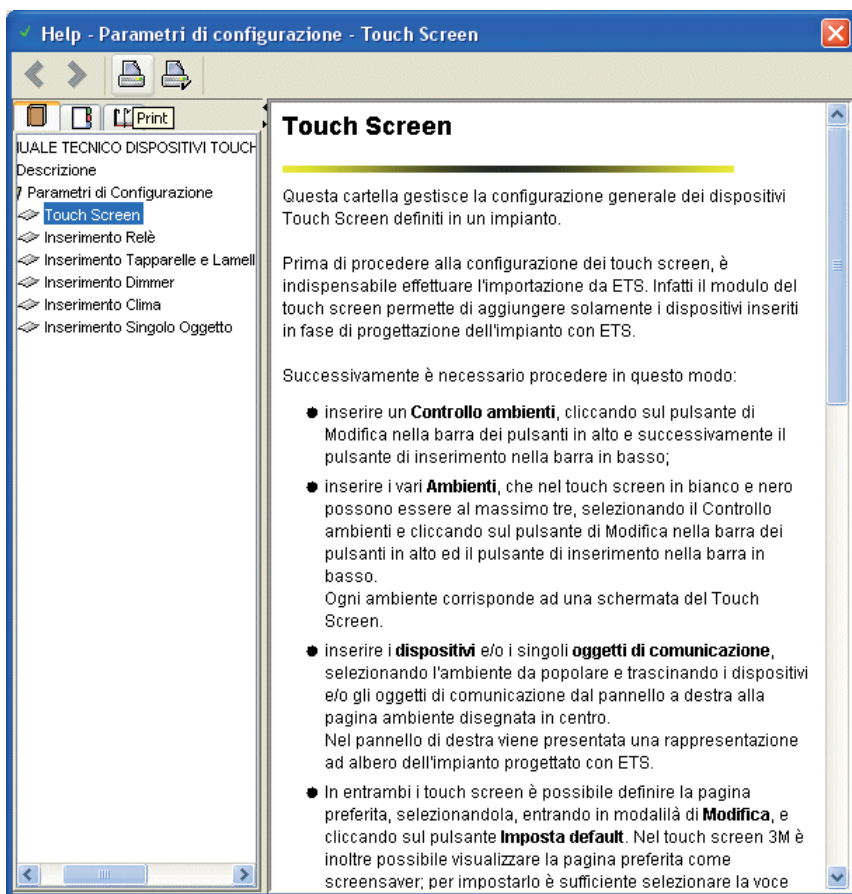 Help - Parametri di configurazione - Touch Screen
Print
UALE TECNICO DISPOSITIVI TOUCH
Descrizione
Parametri di Configurazione
Touch Screen
Inserimento Relè
Inserimento Tapparelle e Lamell
Inserimento Dimmer
Inserimento Clima
Inserimento Singolo Oggetto
Touch Screen
Questa cartella gestisce la configurazione generale dei dispositivi
Touch Screen definiti in un impianto.
Prima di procedere alla configurazione dei touch screen, è
indispensabile effettuare l'importazione da ETS. Infatti il modulo del
touch screen permette di aggiungere solamente i dispositivi inseriti
in fase di progettazione dell'impianto con ETS.
Successivamente è necessario procedere in questo modo:
inserire un Controllo ambienti, cliccando sul pulsante di
Modifica nella barra dei pulsanti in alto e successivamente il
pulsante di inserimento nella barra in basso;
inserire i vari Ambienti, che nel touch screen in bianco e nero
possono essere al massimo tre, selezionando il Controllo
ambienti e cliccando sul pulsante di Modifica nella barra dei
pulsanti in alto ed il pulsante di inserimento nella barra in
basso.
Ogni ambiente corrisponde ad una schermata del Touch
Screen.
inserire i dispositivi e/o i singoli oggetti di comunicazione,
selezionando l'ambiente da popolare e trascinando i dispositivi
e/o gli oggetti di comunicazione dal pannello a destra alla
pagina ambiente disegnata in centro.
Nel pannello di destra viene presentata una rappresentazione
ad albero dell'impianto progettato con ETS.
In entrambi i touch screen è possibile definire la pagina
preferita, selezionandola, entrando in modalilà di Modifica, e
cliccando sul pulsante Imposta default. Nel touch screen 3M è
inoltre possibile visualizzare la pagina preferita come
screensaver; per impostarlo è sufficiente selezionare la voce